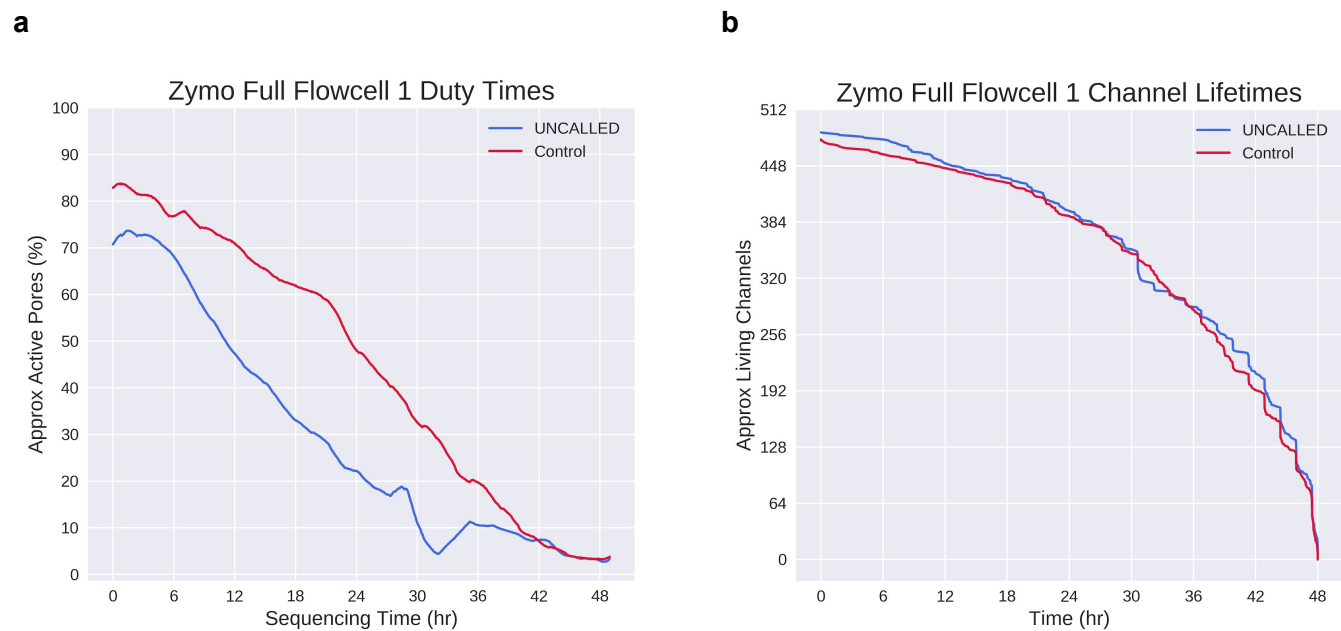 a
Zymo Full Flowcell 1 Duty Times
100
90
80
70
60
50
40
30
20
10
0
Approx Active Pores (%)
UNCALLED
Control
0 6 12 18 24 30 36 42 48
Sequencing Time (hr)
b
Zymo Full Flowcell 1 Channel Lifetimes
512
448
384
320
256
192
128
64
0
Approx Living Channels
UNCALLED
Control
0 6 12 18 24 30 36 42 48
Time (hr)